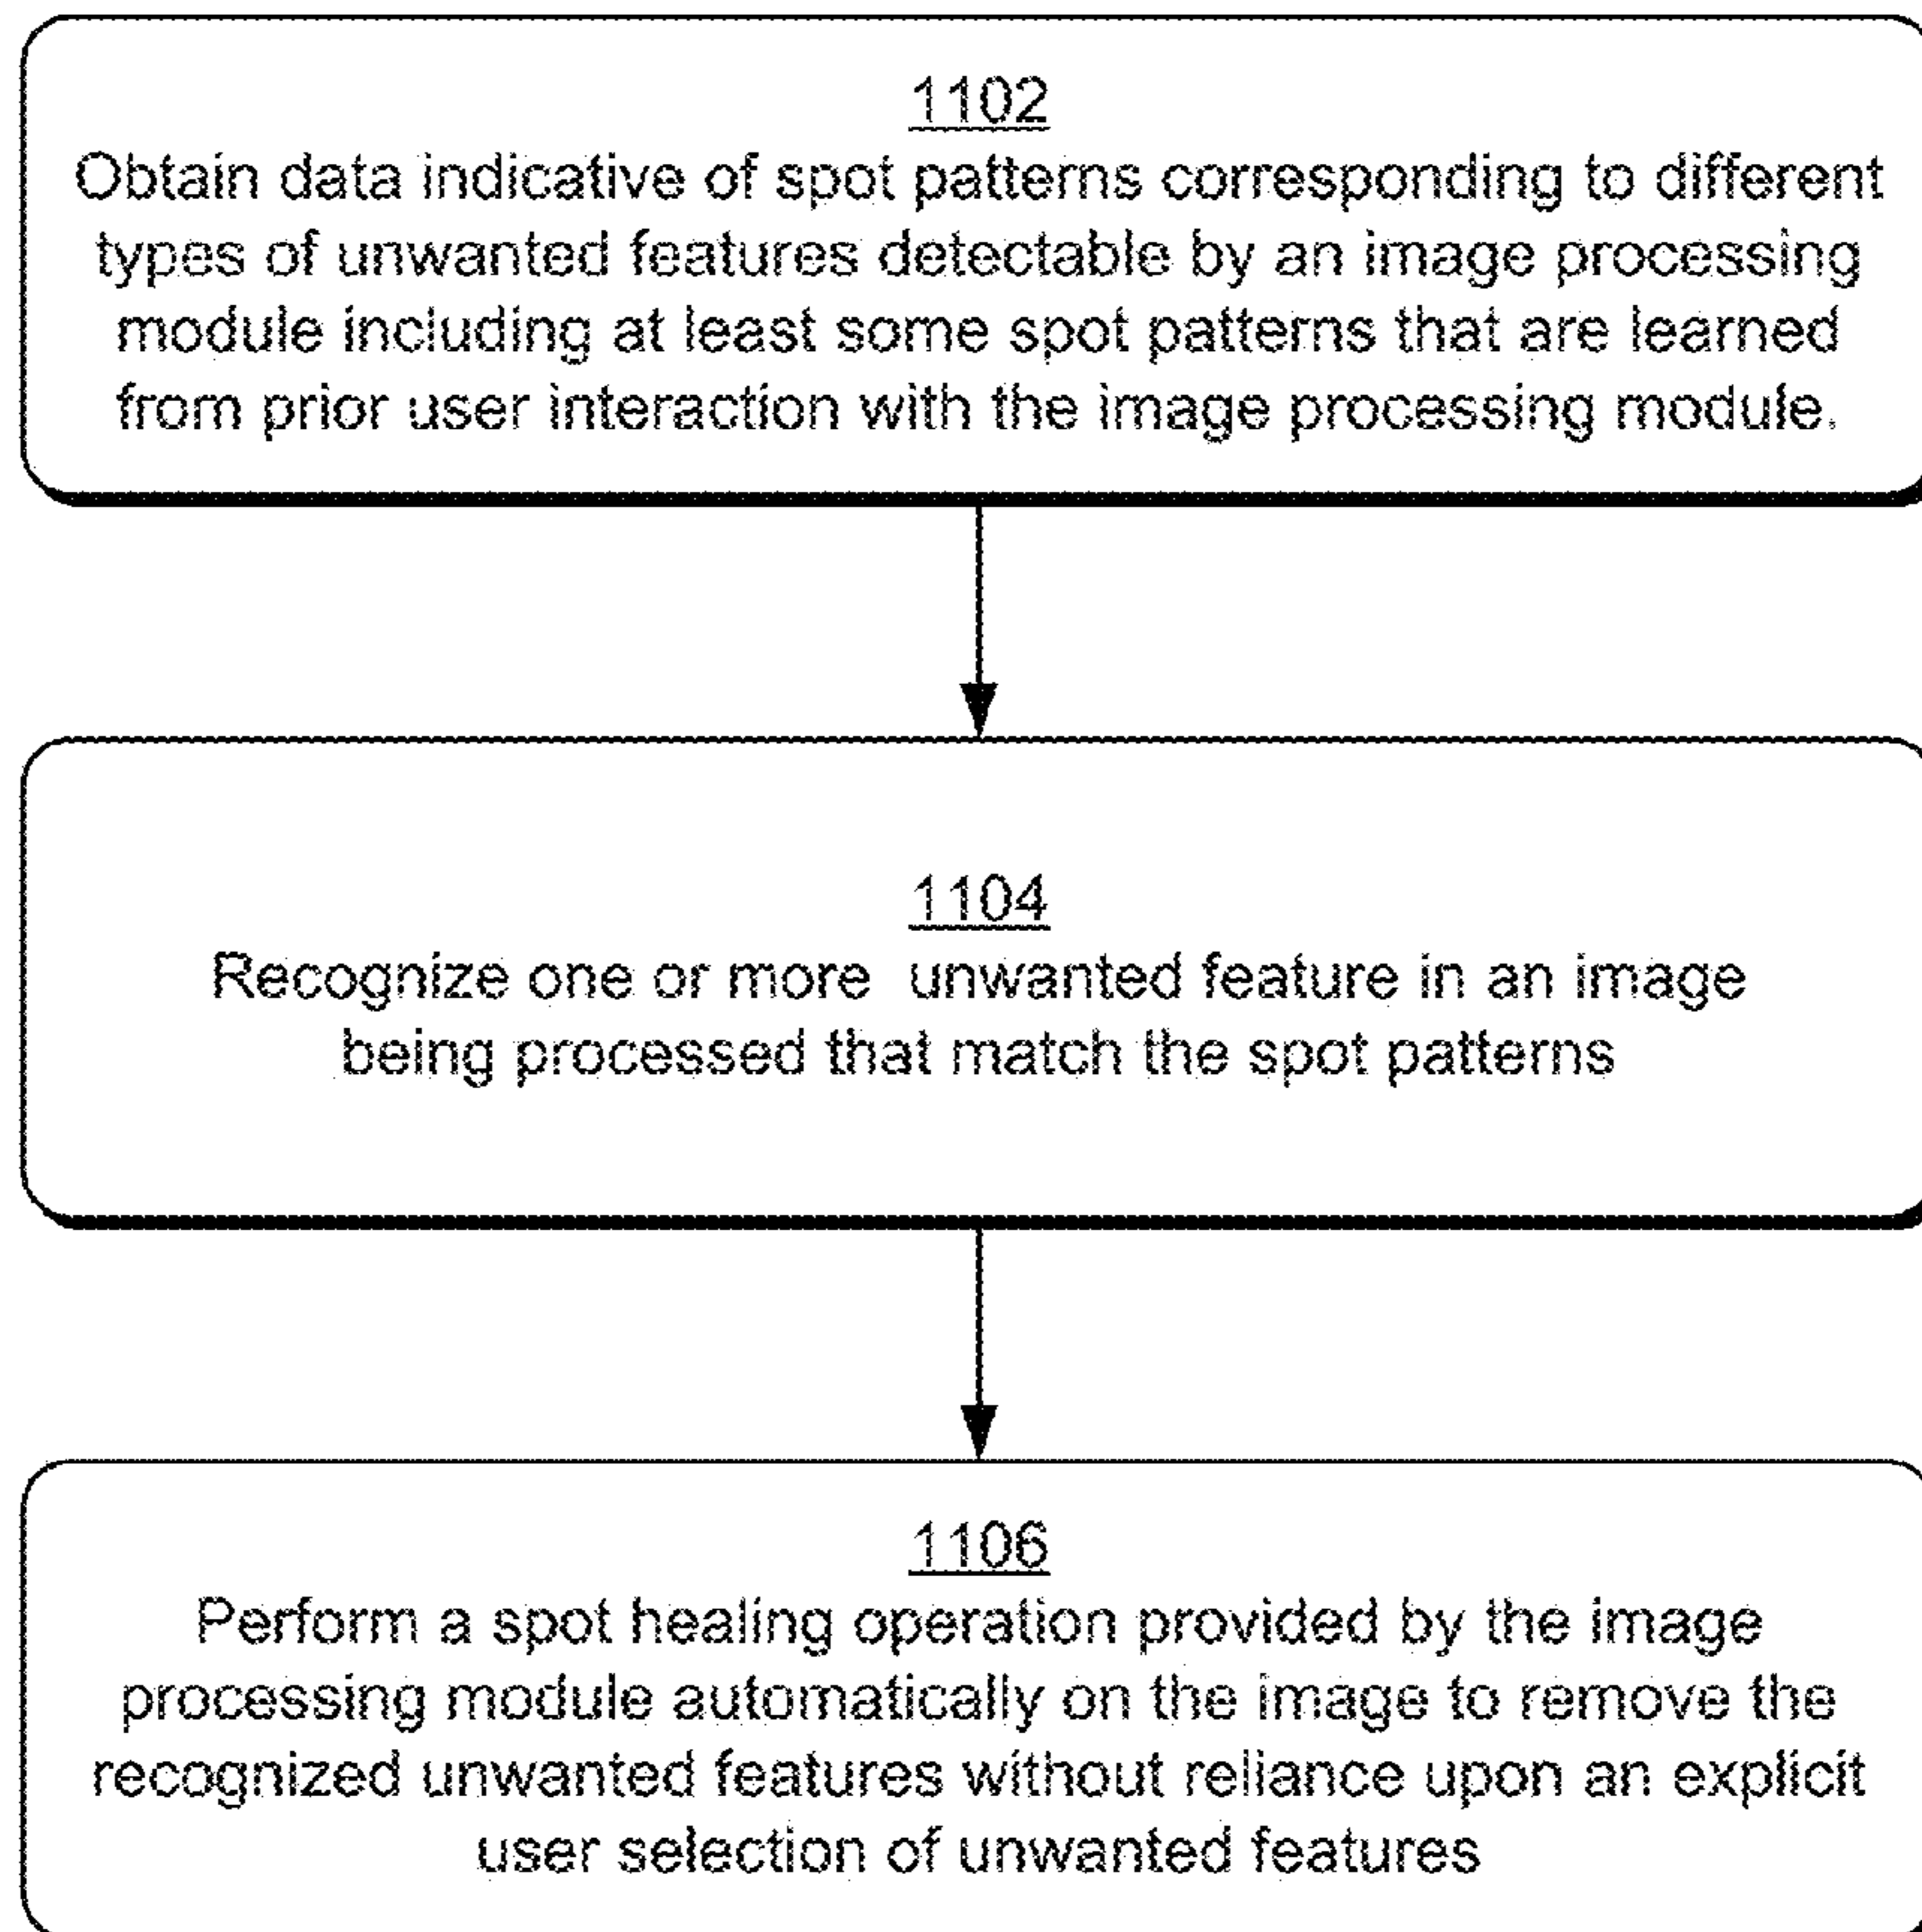 1102
Obtain data indicative of spot patterns corresponding to different
types of unwanted features detectable by an image processing
module including at least some spot patterns that are learned
from prior user interaction with the image processing module.
1104
Recognize one or more unwanted feature in an image
being processed that match the spot patterns
1106
Perform a spot healing operation provided by the image
processing module automatically on the image to remove the
recognized unwanted features without reliance upon an explicit
user selection of unwanted features